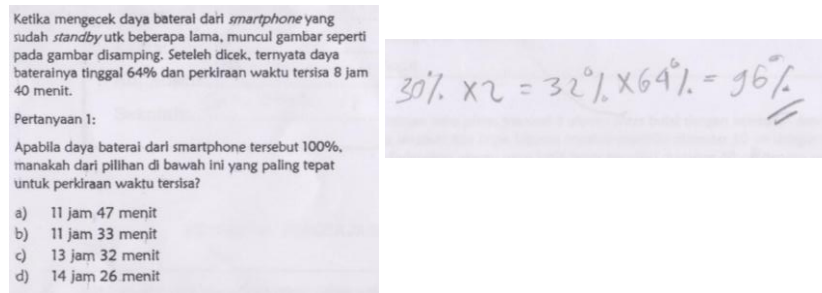 Ketika mengecek daya baterai dari smartphone yang
sudah standby utk beberapa lama, muncul gambar seperti
pada gambar disamping. Seteleh dicek, ternyata daya
baterainya tinggal 64% dan perkiraan waktu tersisa 8 jam
40 menit.
Pertanyaan 1:
Apabila daya baterai dari smartphone tersebut 100%,
manakah dari pilihan di bawah ini yang paling tepat
untuk perkiraan waktu tersisa?
a) 11 jam 47 menit
b) 11 jam 33 menit
c) 13 jam 32 menit
d) 14 jam 26 menit
30% x2 = 32% x64% = 96%